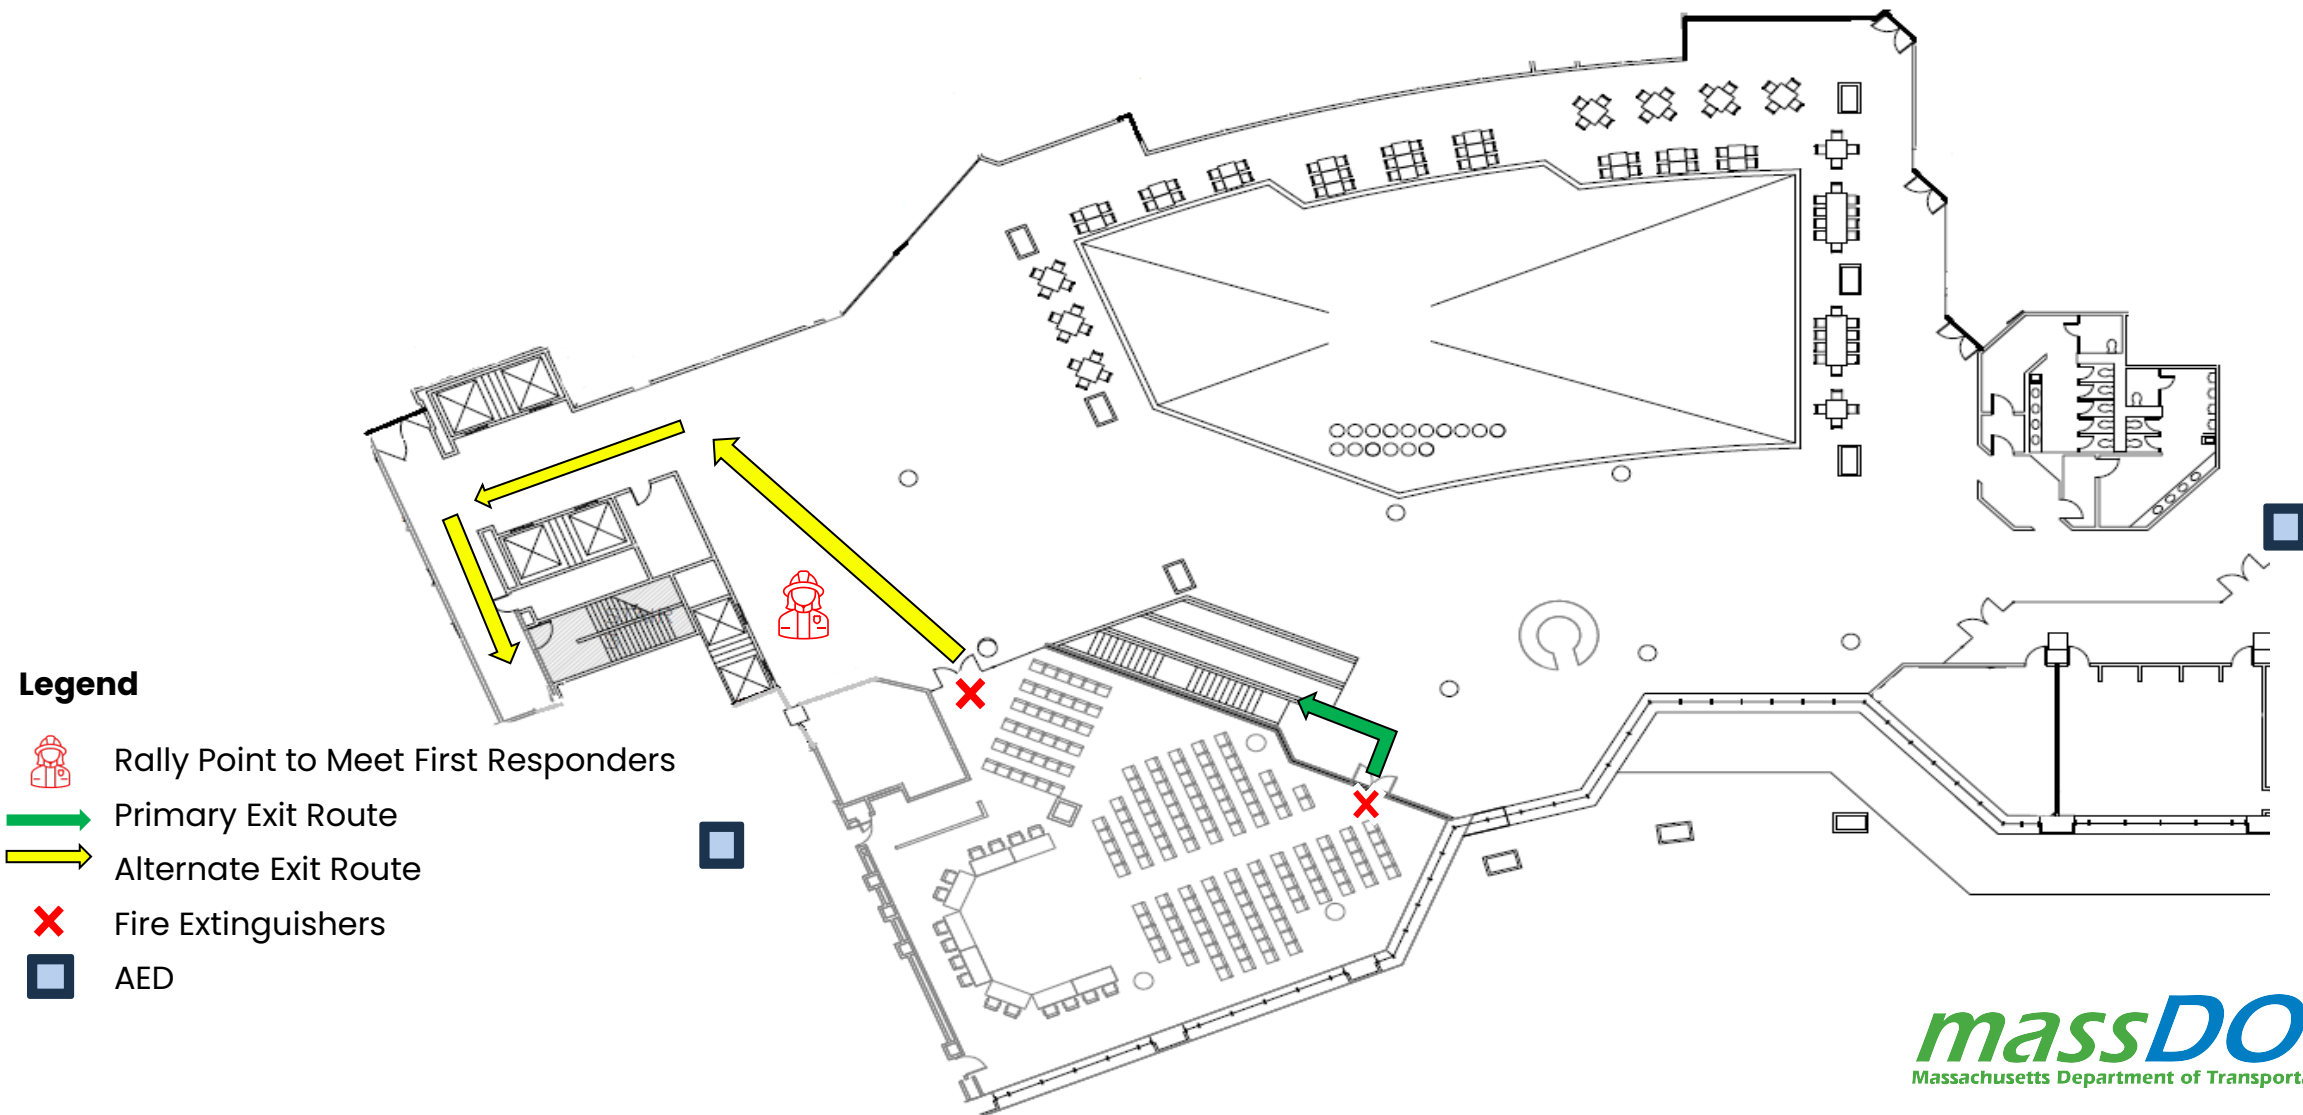 Legend
Rally Point to Meet First Responders
Primary Exit Route
Alternate Exit Route
Fire Extinguishers
AED
massDO
Massachusetts Department of Transport